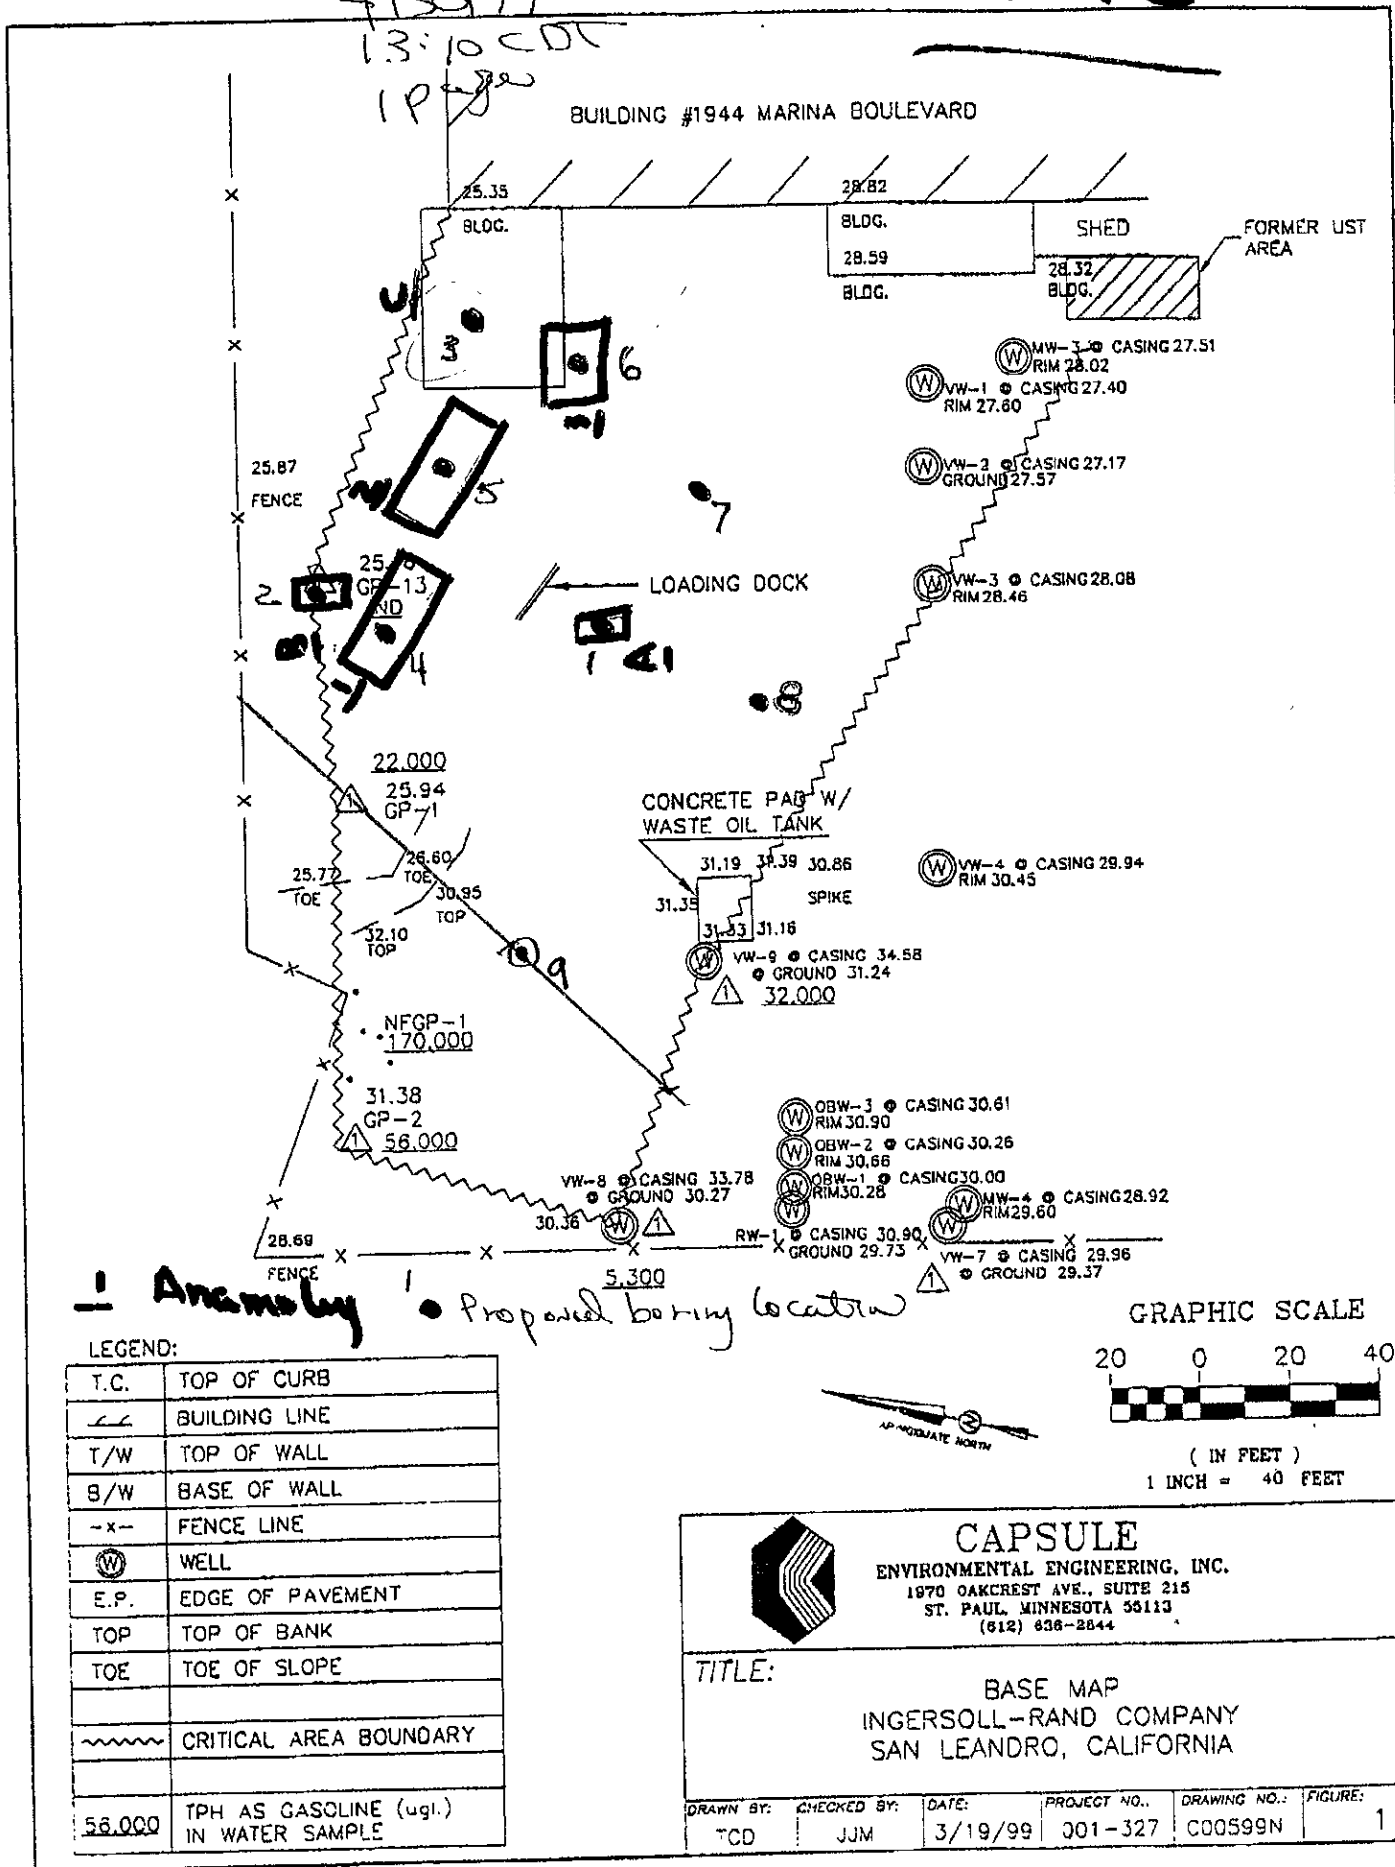 13:10 CDT
1 Page
BUILDING #1944 MARINA BOULEVARD
25.35
BLDG.
28.82
BLDG.
28.59
BLDG.
SHED
28.32
BLDG.
FORMER UST
AREA
6
MW-3 @ CASING 27.51
RIM 28.02
VW-1 @ CASING 27.40
RIM 27.60
VW-2 @ CASING 27.17
GROUND 27.57
25.87
FENCE
5
7
GP-13
ND
2
LOADING DOCK
VW-3 @ CASING 28.08
RIM 28.46
B1
4
1 A1
8
22.000
25.94
GP-1
1
CONCRETE PAD W/
WASTE OIL TANK
26.60
TOE
25.77
TOE
30.95
TOP
32.10
TOP
31.19 31.39 30.86
SPIKE
31.35
31.33 31.16
W VW-4 @ CASING 29.94
RIM 30.45
9
W VW-9 @ CASING 34.58
@ GROUND 31.24
1 32.000
NFGP-1
170,000
31.38
GP-2
1 56.000
W OBW-3 @ CASING 30.61
RIM 30.90
W OBW-2 @ CASING 30.26
RIM 30.66
W OBW-1 @ CASING 30.00
RIM 30.28
W MW-4 @ CASING 28.92
RIM 29.60
VW-8 @ CASING 33.78
@ GROUND 30.27
30.36 W 1
RW-1 @ CASING 30.90
GROUND 29.73
VW-7 @ CASING 29.96
1 @ GROUND 29.37
28.69
FENCE
5,300
1 Anamoly
Proposed boring location
GRAPHIC SCALE
20 0 20 40
( IN FEET )
1 INCH = 40 FEET
APPROXIMATE NORTH
LEGEND:
T.C. TOP OF CURB
BUILDING LINE
T/W TOP OF WALL
B/W BASE OF WALL
-x- FENCE LINE
W WELL
E.P. EDGE OF PAVEMENT
TOP TOP OF BANK
TOE TOE OF SLOPE
CRITICAL AREA BOUNDARY
56.000 TPH AS GASOLINE (ugl.)
IN WATER SAMPLE
CAPSULE
ENVIRONMENTAL ENGINEERING, INC.
1970 OAKCREST AVE., SUITE 215
ST. PAUL, MINNESOTA 55113
(612) 636-2644
TITLE:
BASE MAP
INGERSOLL-RAND COMPANY
SAN LEANDRO, CALIFORNIA
DRAWN BY: TCD
CHECKED BY: JJM
DATE: 3/19/99
PROJECT NO.: 001-327
DRAWING NO.: C00599N
FIGURE: 1